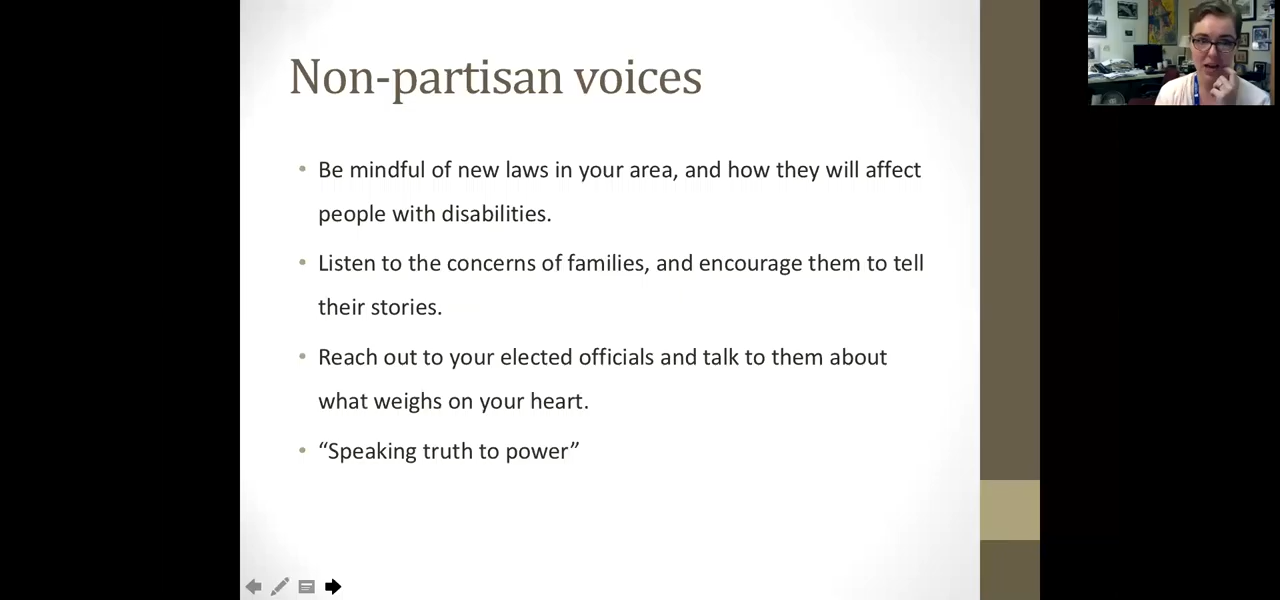 Non-partisan voices
• Be mindful of new laws in your area, and how they will affect
people with disabilities.
• Listen to the concerns of families, and encourage them to tell
their stories.
• Reach out to your elected officials and talk to them about
what weighs on your heart.
• “Speaking truth to power”